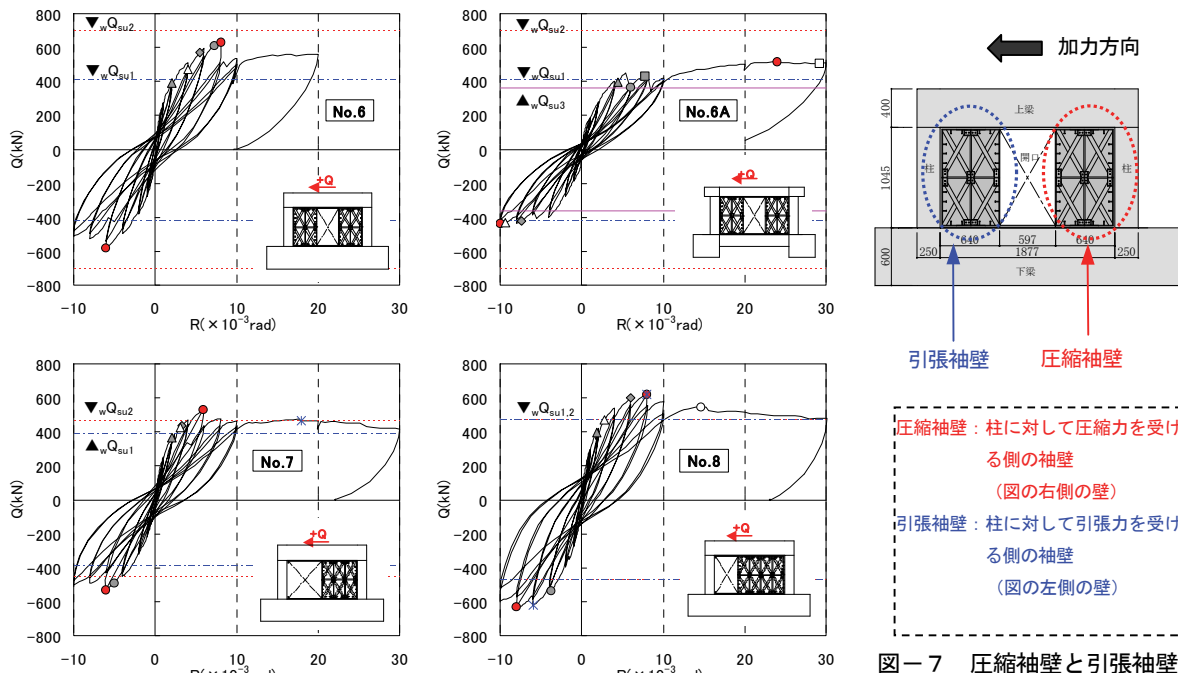 800
600
400
200
0
−200
−400
−600
−800
Q(kN)
▼wQsu2
▼wQsu1
No.6
+Q
−10
0
10
20
30
R(×10⁻³rad)
800
600
400
200
0
−200
−400
−600
−800
Q(kN)
▼wQsu2
▼wQsu1
▲wQsu3
No.6A
+Q
−10
0
10
20
30
R(×10⁻³rad)
加力方向
400
1045
600
上梁
柱
開口
柱
640
597
640
250
1877
250
下梁
引張袖壁
圧縮袖壁
800
600
400
200
0
−200
−400
−600
−800
Q(kN)
▼wQsu2
▲wQsu1
No.7
+Q
−10
0
10
20
30
R(×10⁻³rad)
800
600
400
200
0
−200
−400
−600
−800
Q(kN)
▼wQsu1,2
No.8
+Q
−10
0
10
20
30
R(×10⁻³rad)
圧縮袖壁：柱に対して圧縮力を受け
る側の袖壁
（図の右側の壁）
引張袖壁：柱に対して引張力を受け
る側の袖壁
（図の左側の壁）
図－７　圧縮袖壁と引張袖壁